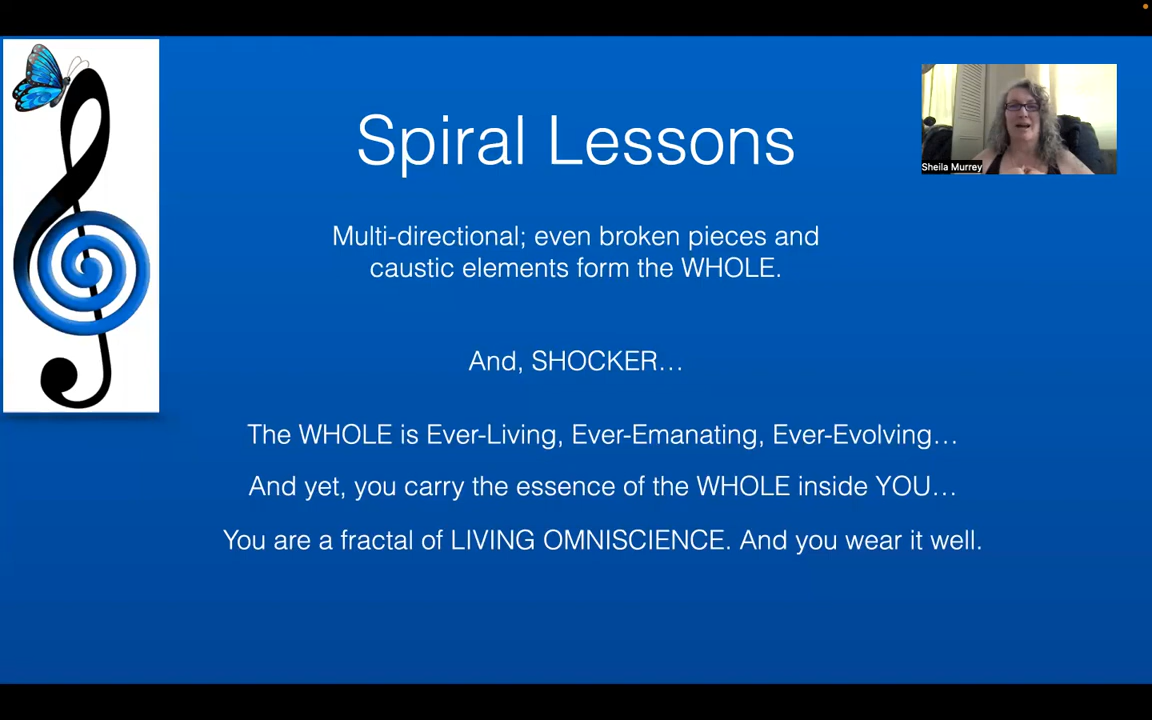 Spiral Lessons
Sheila Murrey
Multi-directional; even broken pieces and
caustic elements form the WHOLE.
And, SHOCKER…
The WHOLE is Ever-Living, Ever-Emanating, Ever-Evolving…
And yet, you carry the essence of the WHOLE inside YOU…
You are a fractal of LIVING OMNISCIENCE. And you wear it well.